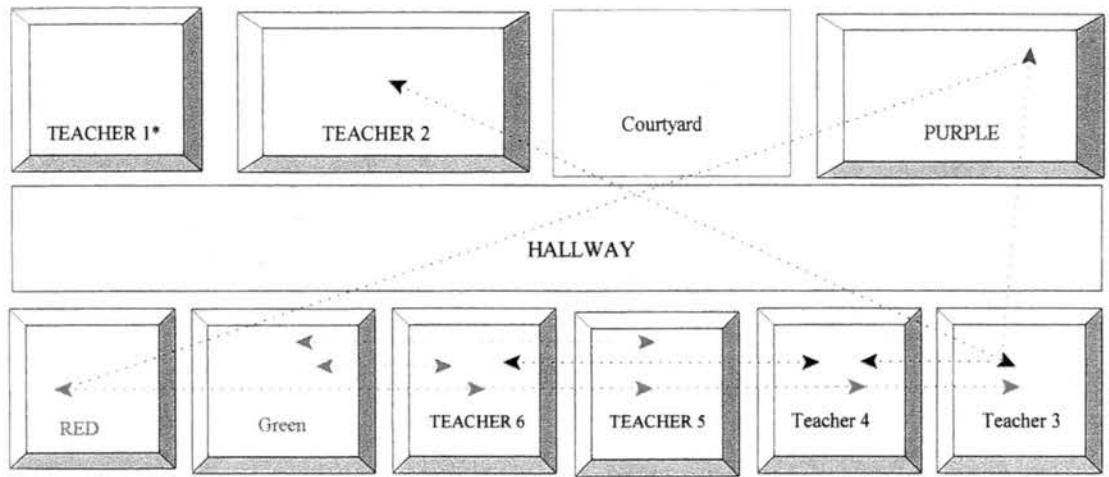 TEACHER 1*
TEACHER 2
Courtyard
PURPLE
HALLWAY
RED
Green
TEACHER 6
TEACHER 5
Teacher 4
Teacher 3